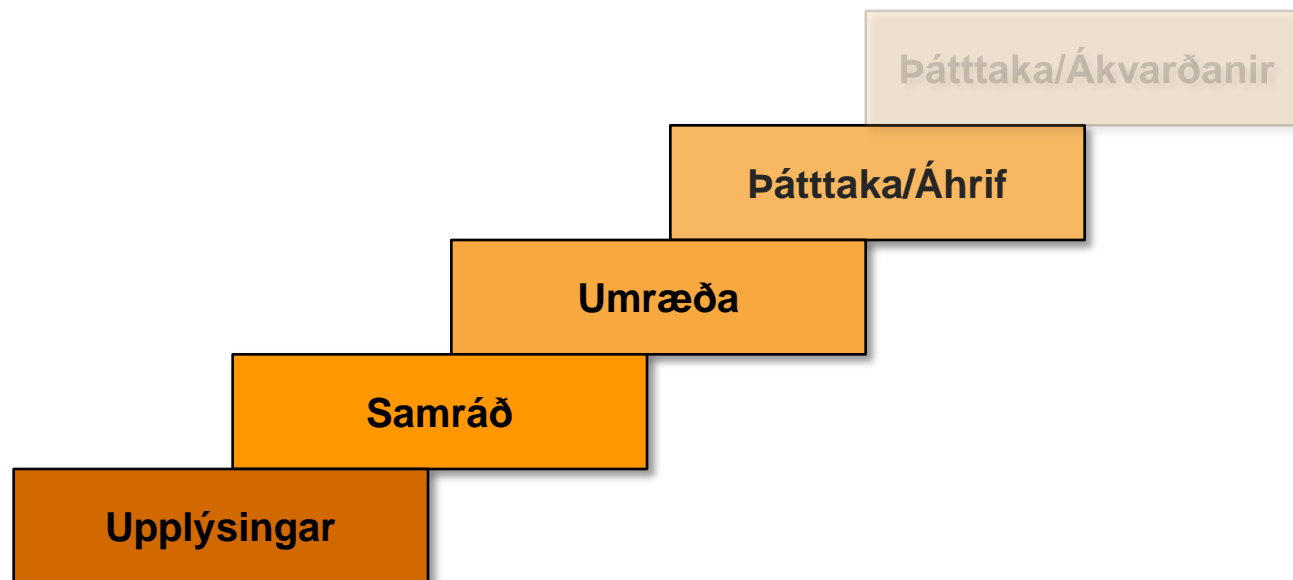 Þátttaka/Ákvarðanir
Þátttaka/Áhrif
Umræða
Samráð
Upplýsingar